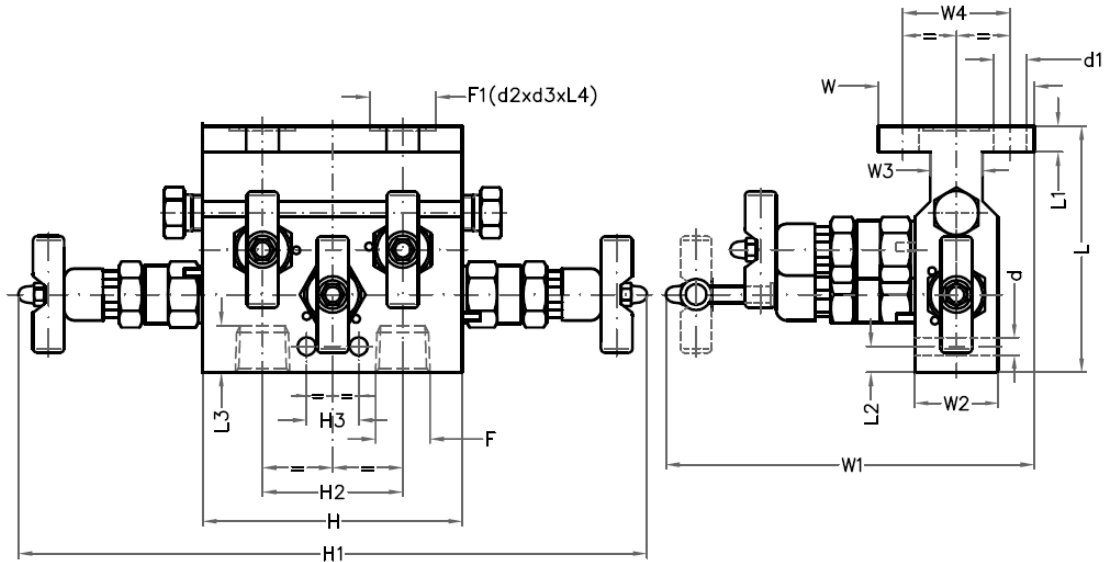 W4
= =
d1
W
F1(d2xd3xL4)
W3
L1
L
d
L3
= =
H3
F
L2
W2
= =
H2
W1
H
H1